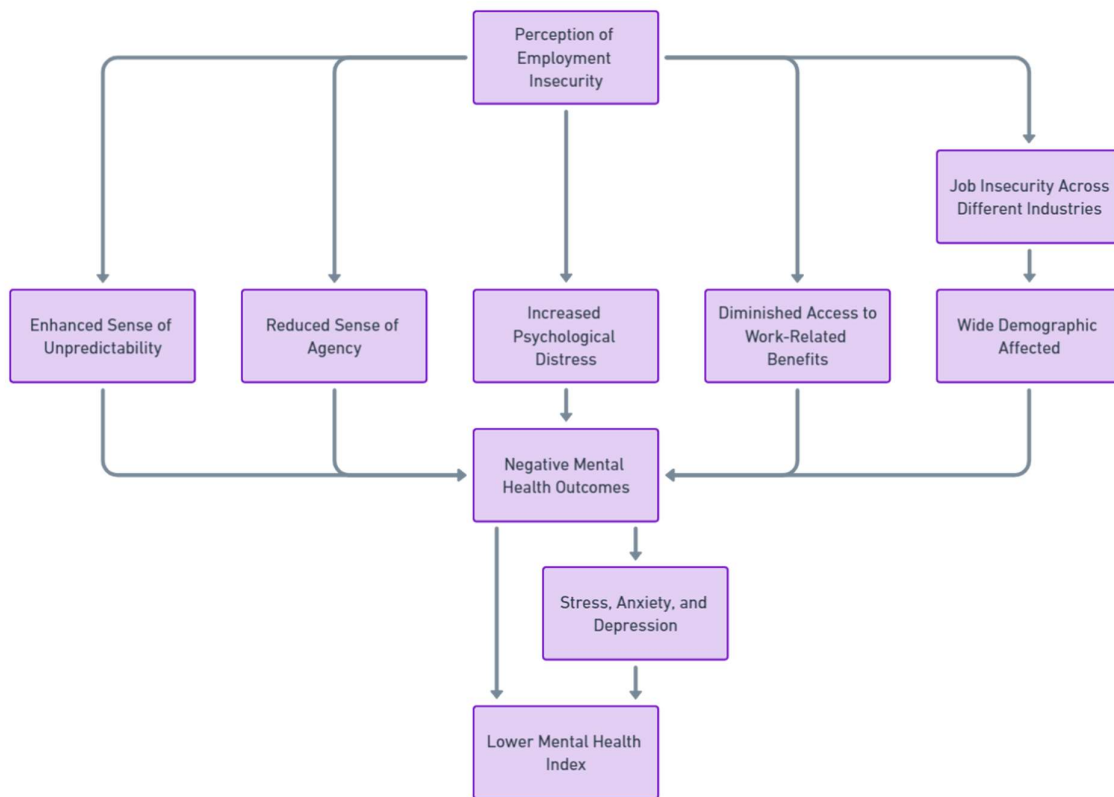 Perception of
Employment
Insecurity
Job Insecurity Across
Different Industries
Enhanced Sense of
Unpredictability
Reduced Sense of
Agency
Increased
Psychological
Distress
Diminished Access to
Work-Related
Benefits
Wide Demographic
Affected
Negative Mental
Health Outcomes
Stress, Anxiety, and
Depression
Lower Mental Health
Index